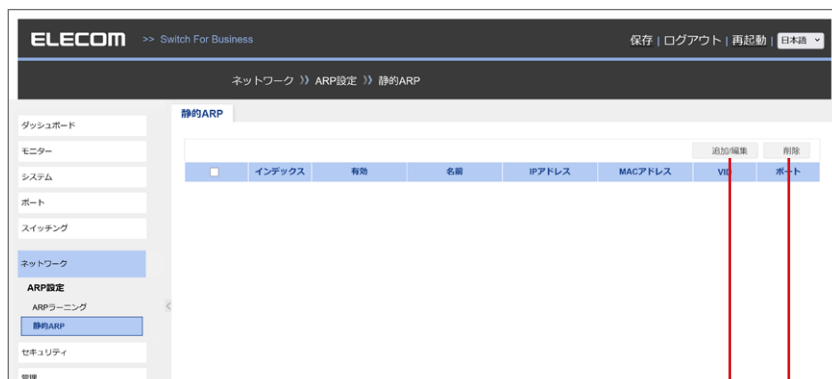 ELECOM >> Switch For Business 保存 | ログアウト | 再起動 | 日本語
ネットワーク 》 ARP設定 》 静的ARP
静的ARP
ダッシュボード
モニター
システム
ポート
スイッチング
ネットワーク
ARP設定
ARPラーニング
静的ARP
セキュリティ
管理
追加/編集 削除
インデックス 有効 名前 IPアドレス MACアドレス VID ポート